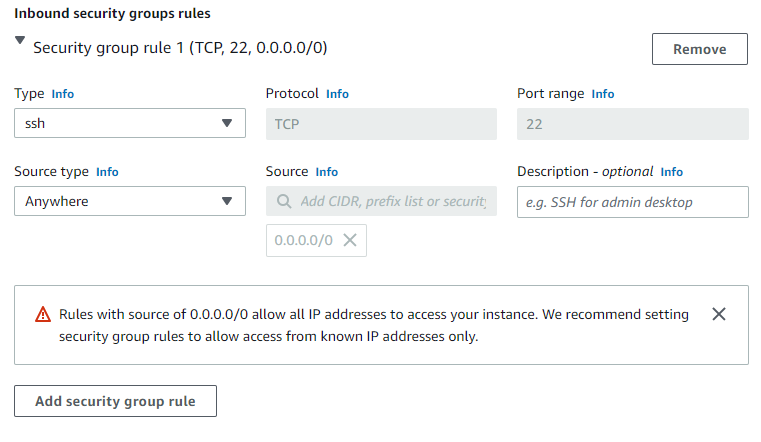 Inbound security groups rules
Security group rule 1 (TCP, 22, 0.0.0.0/0)
Remove
Type Info
Protocol Info
Port range Info
ssh
TCP
22
Source type Info
Source Info
Description - optional Info
Anywhere
Add CIDR, prefix list or security
e.g. SSH for admin desktop
0.0.0.0/0
Rules with source of 0.0.0.0/0 allow all IP addresses to access your instance. We recommend setting
security group rules to allow access from known IP addresses only.
Add security group rule